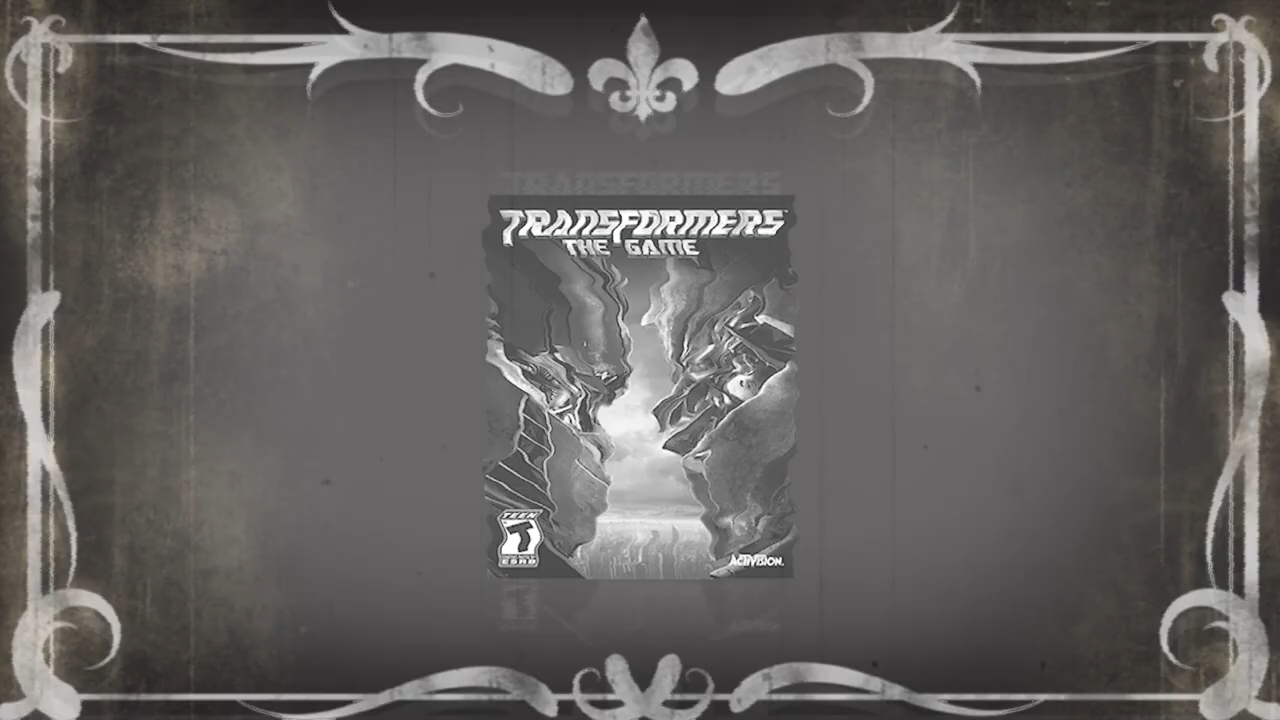 TRANSFORMERS
THE GAME
TEEN
T
ESRB
ACTIVISION.